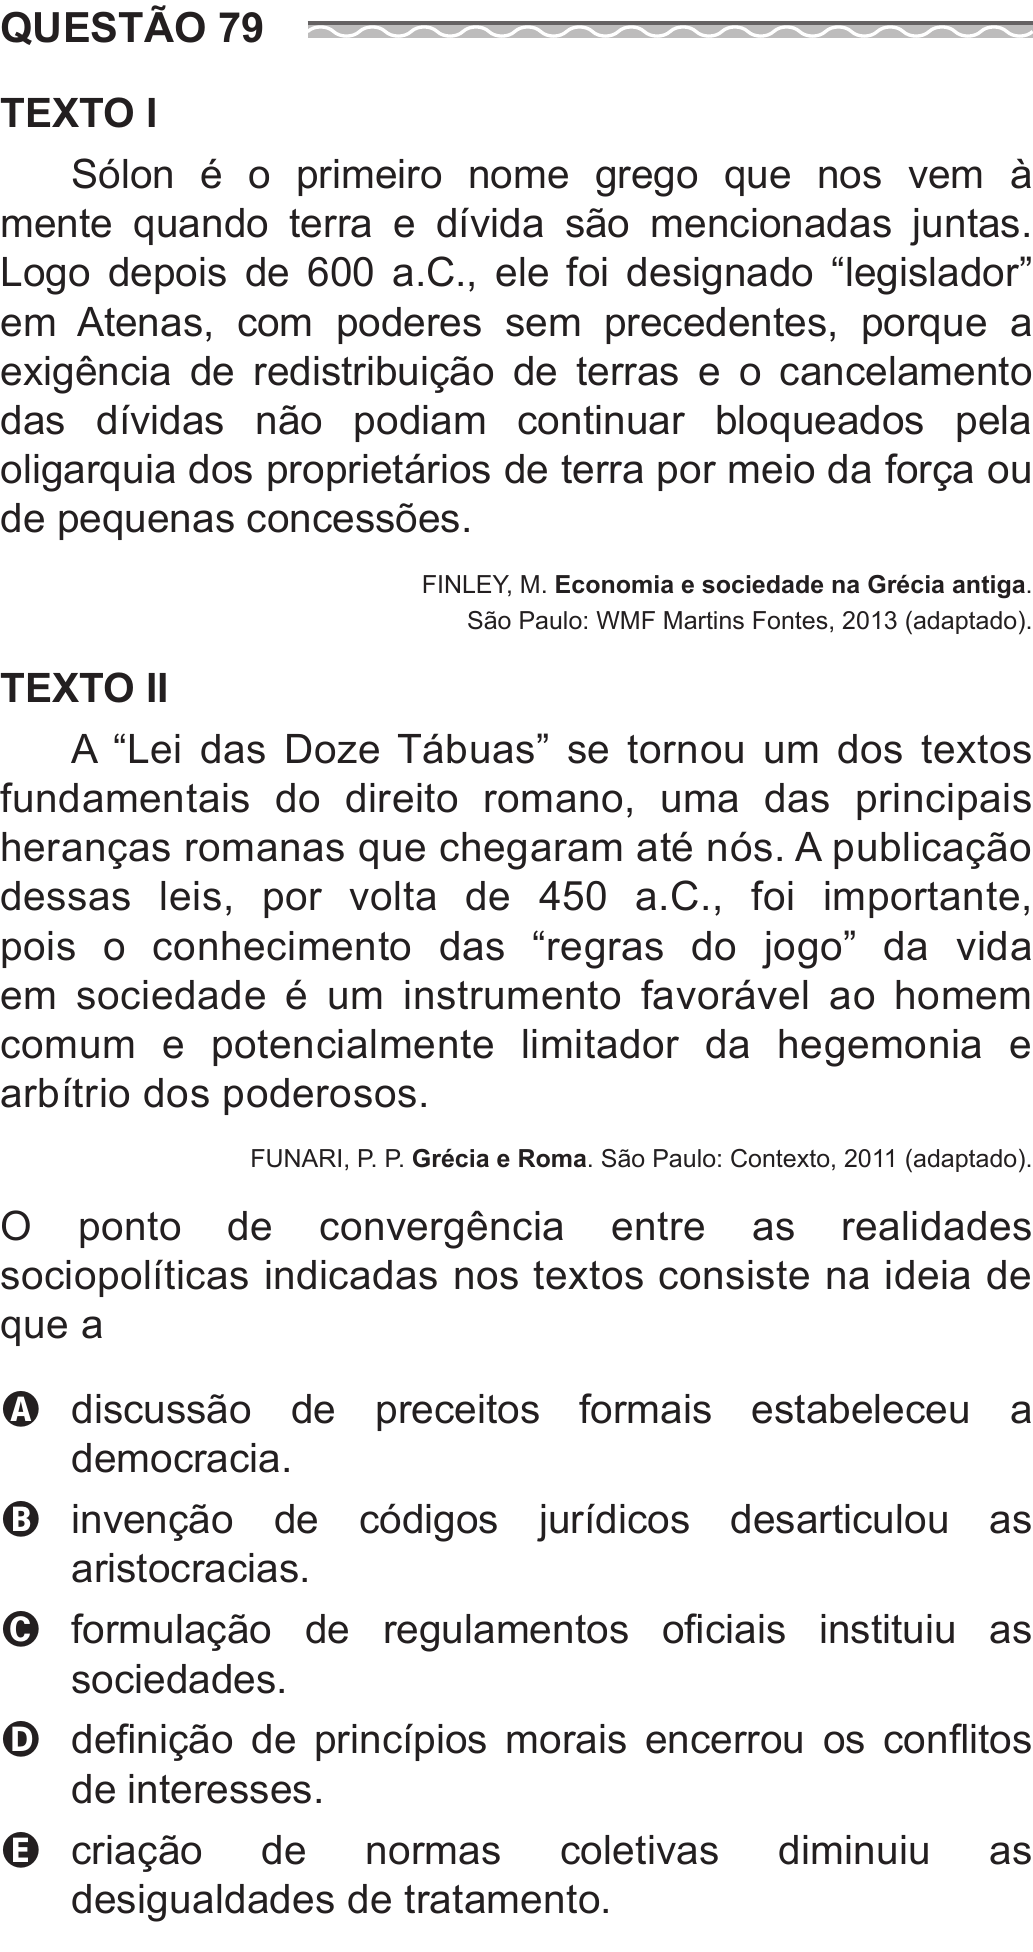 QUESTÃO 79
TEXTO I
Sólon é o primeiro nome grego que nos vem à
mente quando terra e dívida são mencionadas juntas.
Logo depois de 600 a.C., ele foi designado “legislador”
em Atenas, com poderes sem precedentes, porque a
exigência de redistribuição de terras e o cancelamento
das dívidas não podiam continuar bloqueados pela
oligarquia dos proprietários de terra por meio da força ou
de pequenas concessões.
FINLEY, M. Economia e sociedade na Grécia antiga.
São Paulo: WMF Martins Fontes, 2013 (adaptado).
TEXTO II
A “Lei das Doze Tábuas” se tornou um dos textos
fundamentais do direito romano, uma das principais
heranças romanas que chegaram até nós. A publicação
dessas leis, por volta de 450 a.C., foi importante,
pois o conhecimento das “regras do jogo” da vida
em sociedade é um instrumento favorável ao homem
comum e potencialmente limitador da hegemonia e
arbítrio dos poderosos.
FUNARI, P. P. Grécia e Roma. São Paulo: Contexto, 2011 (adaptado).
O ponto de convergência entre as realidades
sociopolíticas indicadas nos textos consiste na ideia de
que a
A discussão de preceitos formais estabeleceu a
democracia.
B invenção de códigos jurídicos desarticulou as
aristocracias.
C formulação de regulamentos oficiais instituiu as
sociedades.
D definição de princípios morais encerrou os conflitos
de interesses.
E criação de normas coletivas diminuiu as
desigualdades de tratamento.